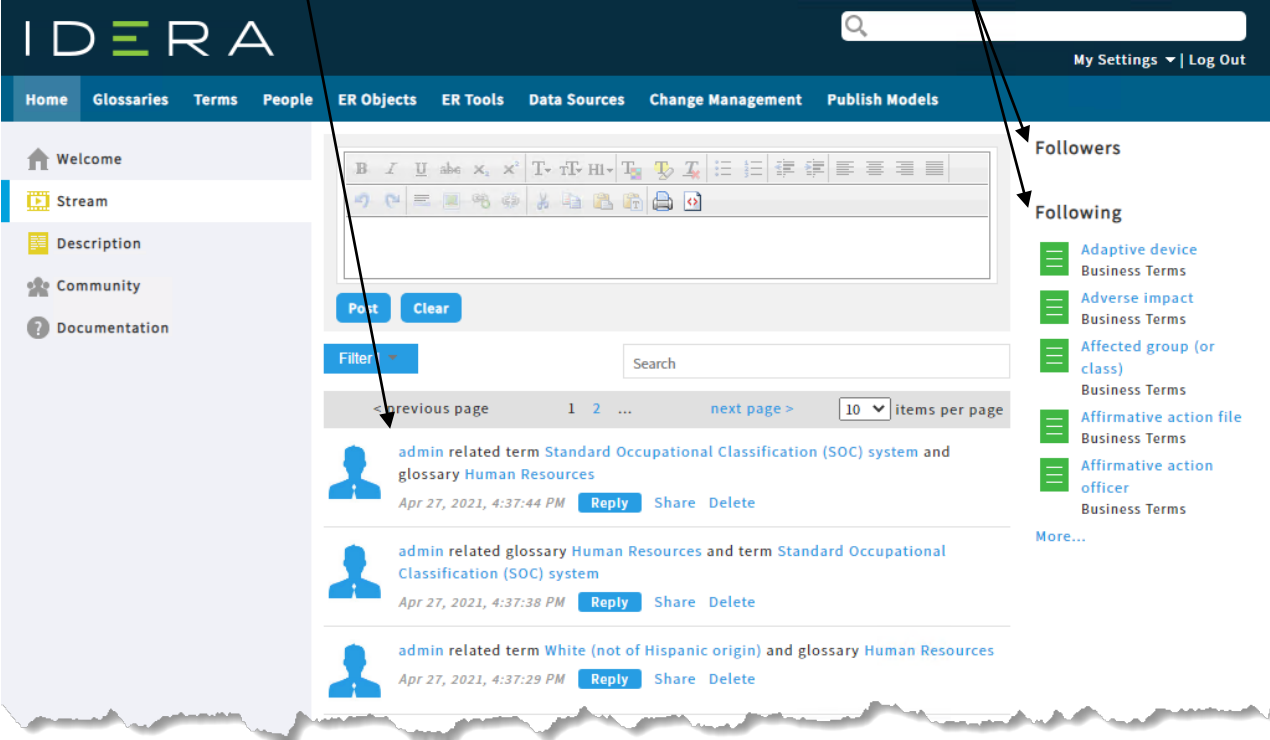 IDERA
My Settings | Log Out
Home Glossaries Terms People ER Objects ER Tools Data Sources Change Management Publish Models
Welcome
Stream
Description
Community
Documentation
B I U abc x₂ x² T T H1 T T T
Post Clear
Filter Search
< previous page 1 2 ... next page > 10 items per page
admin related term Standard Occupational Classification (SOC) system and
glossary Human Resources
Apr 27, 2021, 4:37:44 PM Reply Share Delete
admin related glossary Human Resources and term Standard Occupational
Classification (SOC) system
Apr 27, 2021, 4:37:38 PM Reply Share Delete
admin related term White (not of Hispanic origin) and glossary Human Resources
Apr 27, 2021, 4:37:29 PM Reply Share Delete
Followers
Following
Adaptive device
Business Terms
Adverse impact
Business Terms
Affected group (or
class)
Business Terms
Affirmative action file
Business Terms
Affirmative action
officer
Business Terms
More...